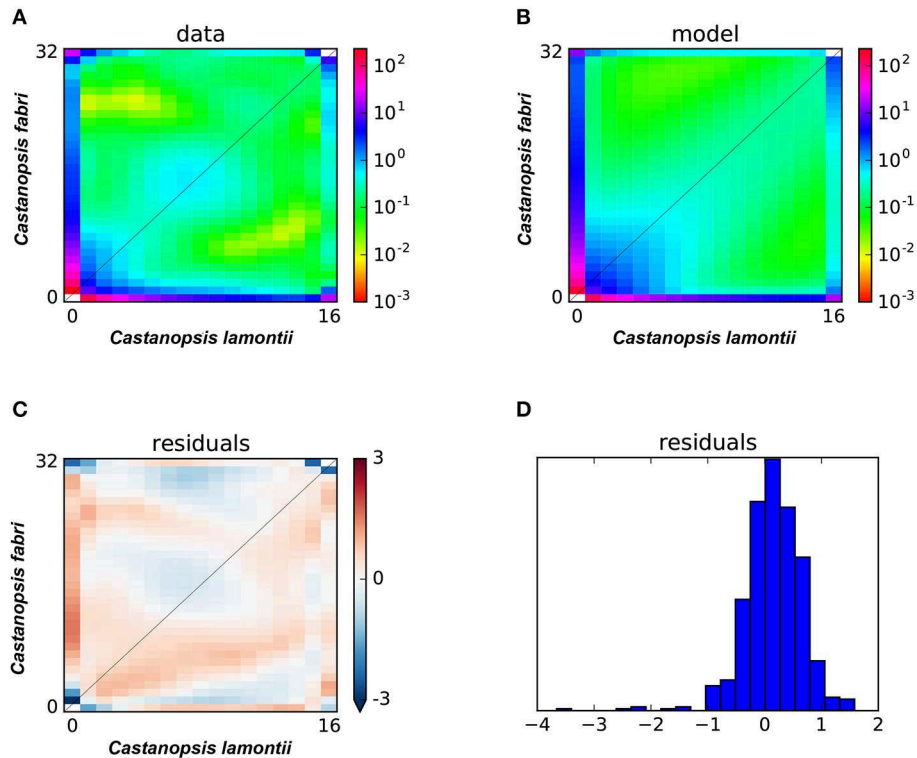 A
data
32
0
0
16
Castanopsis fabri
Castanopsis lamontii
10^2
10^1
10^0
10^-1
10^-2
10^-3
B
model
32
0
0
16
Castanopsis fabri
Castanopsis lamontii
10^2
10^1
10^0
10^-1
10^-2
10^-3
C
residuals
32
0
0
16
Castanopsis fabri
Castanopsis lamontii
3
0
-3
D
residuals
−4 −3 −2 −1 0 1 2